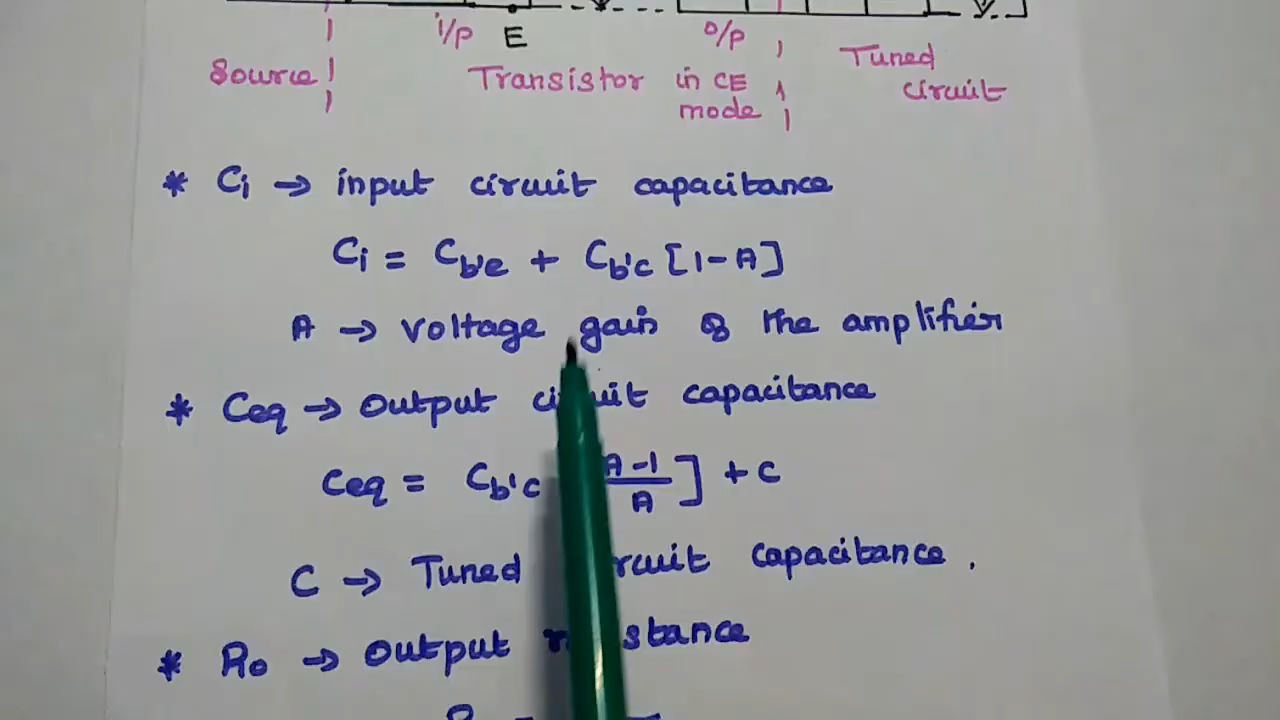 i/p E o/p
Source Transistor in CE mode Tuned circuit
* Ci → input circuit capacitance
Ci = Cb'e + Cb'c [1-A]
A → voltage gain of the amplifier
* Ceq → Output circuit capacitance
Ceq = Cb'c A-1/A ] + C
C → Tuned capacitance.
* Ro → Output